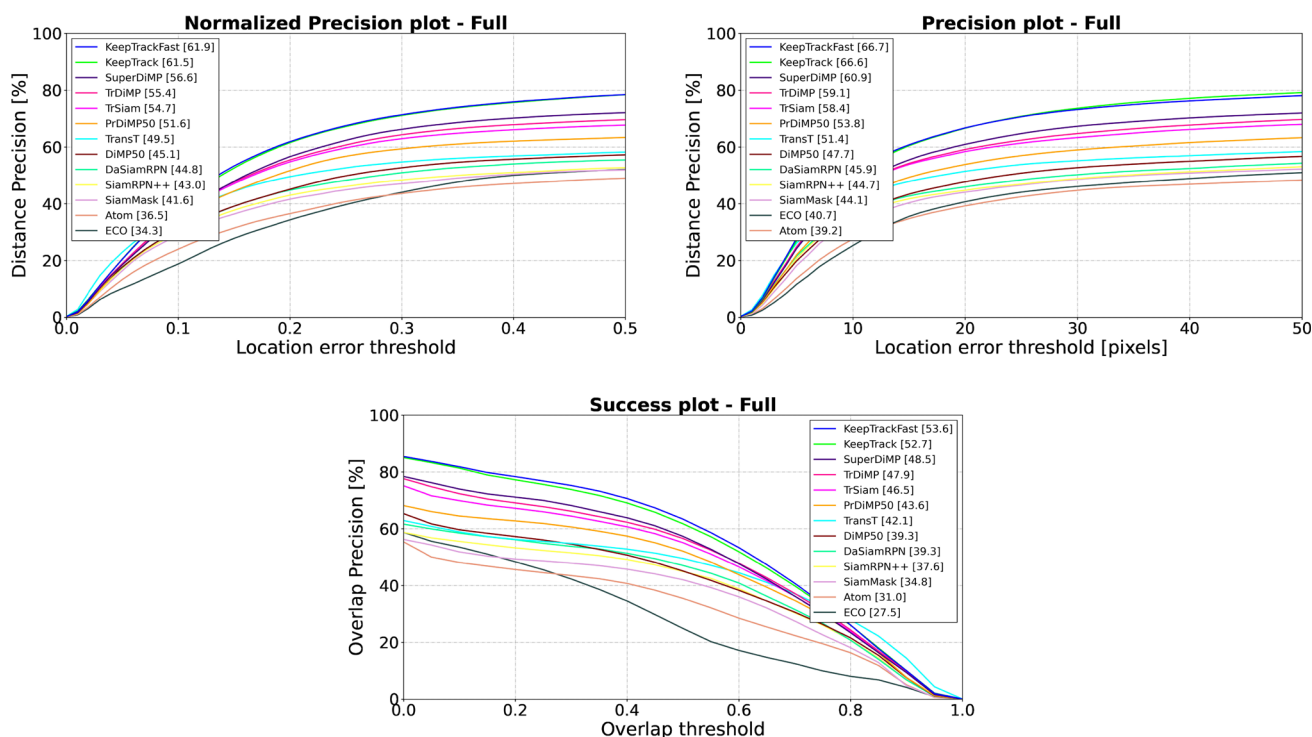 Normalized Precision plot - Full
Distance Precision [%]
100
80
60
40
20
0
KeepTrackFast [61.9]
KeepTrack [61.5]
SuperDiMP [56.6]
TrDiMP [55.4]
TrSiam [54.7]
PrDiMP50 [51.6]
TransT [49.5]
DiMP50 [45.1]
DaSiamRPN [44.8]
SiamRPN++ [43.0]
SiamMask [41.6]
Atom [36.5]
ECO [34.3]
0.0 0.1 0.2 0.3 0.4 0.5
Location error threshold
Precision plot - Full
Distance Precision [%]
100
80
60
40
20
0
KeepTrackFast [66.7]
KeepTrack [66.6]
SuperDiMP [60.9]
TrDiMP [59.1]
TrSiam [58.4]
PrDiMP50 [53.8]
TransT [51.4]
DiMP50 [47.7]
DaSiamRPN [45.9]
SiamRPN++ [44.7]
SiamMask [44.1]
ECO [40.7]
Atom [39.2]
0 10 20 30 40 50
Location error threshold [pixels]
Success plot - Full
Overlap Precision [%]
100
80
60
40
20
0
KeepTrackFast [53.6]
KeepTrack [52.7]
SuperDiMP [48.5]
TrDiMP [47.9]
TrSiam [46.5]
PrDiMP50 [43.6]
TransT [42.1]
DiMP50 [39.3]
DaSiamRPN [39.3]
SiamRPN++ [37.6]
SiamMask [34.8]
Atom [31.0]
ECO [27.5]
0.0 0.2 0.4 0.6 0.8 1.0
Overlap threshold